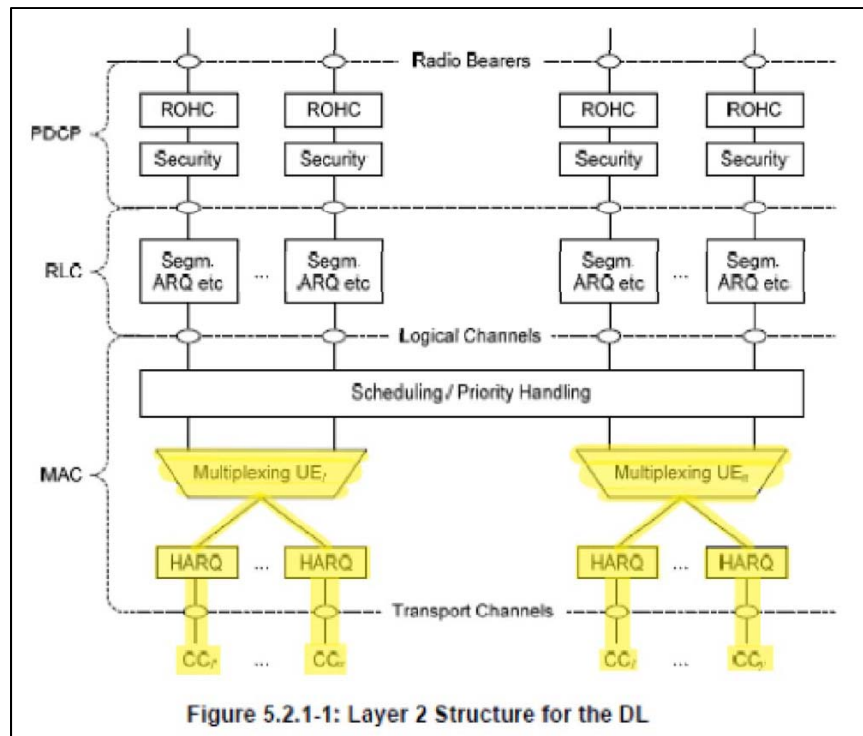 Radio Bearers
ROHC ROHC ROHC ROHC
PDCP
Security Security Security Security
RLC
Segm. ARQ etc ... Segm. ARQ etc Segm. ARQ etc ... Segm. ARQ etc
Logical Channels
Scheduling / Priority Handling
MAC
Multiplexing UE1 Multiplexing UEn
HARQ ... HARQ HARQ ... HARQ
Transport Channels
CC1 ... CCx CC1 ... CCy
Figure 5.2.1-1: Layer 2 Structure for the DL